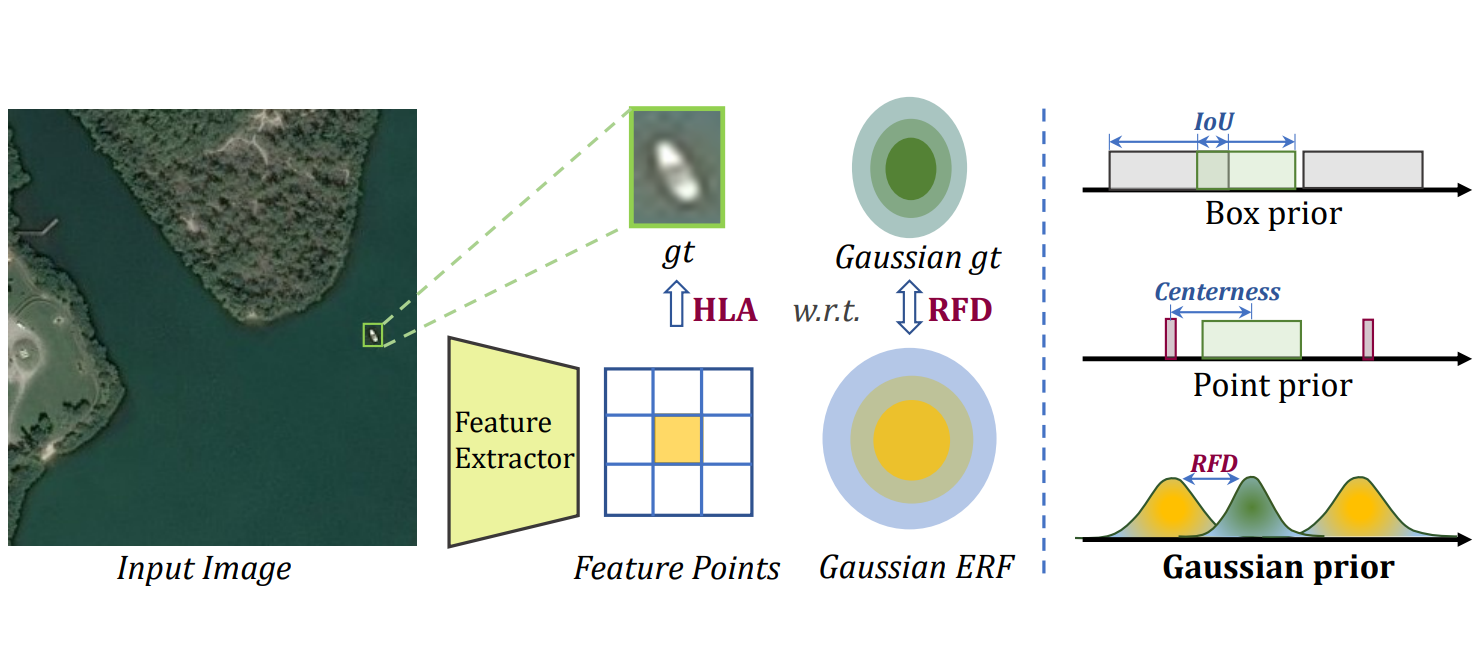 gt
Gaussian gt
HLA
w.r.t.
RFD
Feature
Extractor
Input Image
Feature Points
Gaussian ERF
IoU
Box prior
Centerness
Point prior
RFD
Gaussian prior